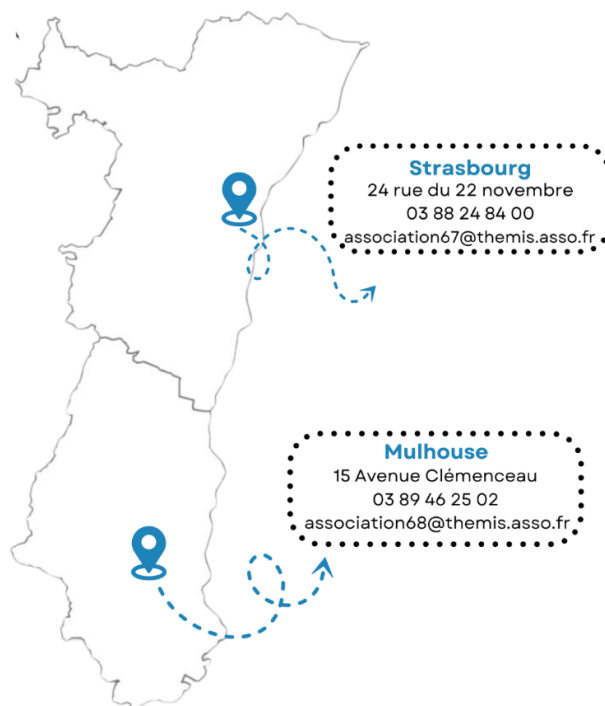 Strasbourg
24 rue du 22 novembre
03 88 24 84 00
association67@themis.asso.fr
Mulhouse
15 Avenue Clémenceau
03 89 46 25 02
association68@themis.asso.fr